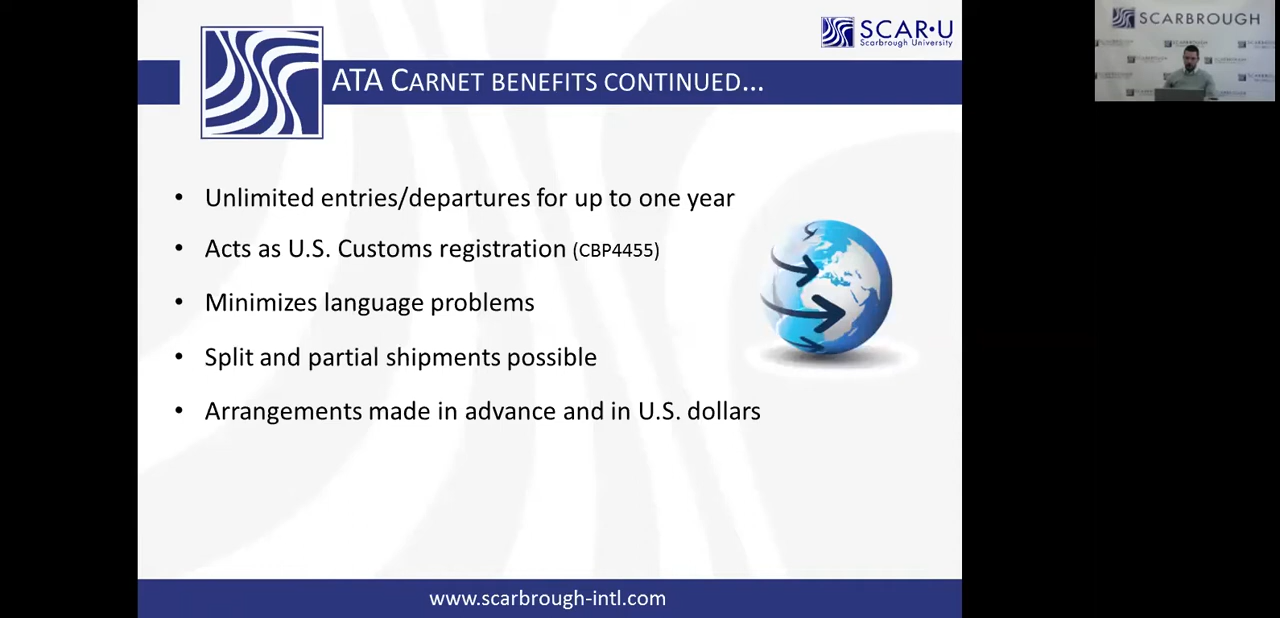 SCAR·U
Scarbrough University
ATA CARNET BENEFITS CONTINUED...
• Unlimited entries/departures for up to one year
• Acts as U.S. Customs registration (CBP4455)
• Minimizes language problems
• Split and partial shipments possible
• Arrangements made in advance and in U.S. dollars
www.scarbrough-intl.com
SCARBROUGH